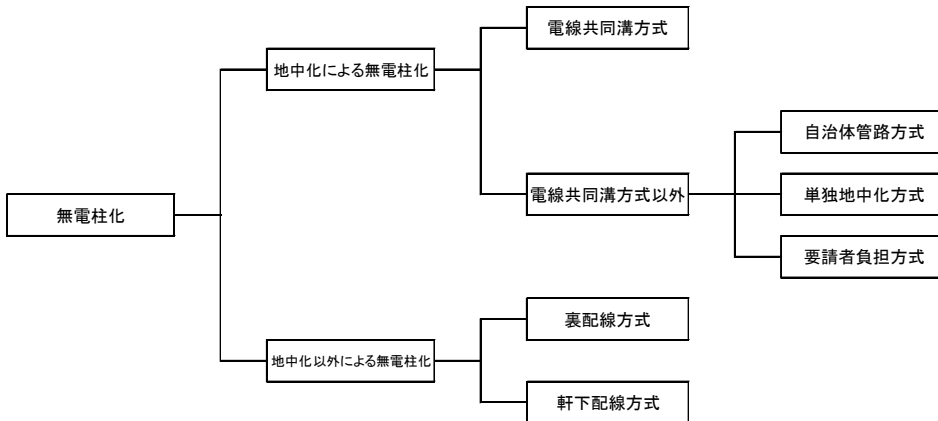 電線共同溝方式
地中化による無電柱化
自治体管路方式
電線共同溝方式以外
単独地中化方式
無電柱化
要請者負担方式
裏配線方式
地中化以外による無電柱化
軒下配線方式